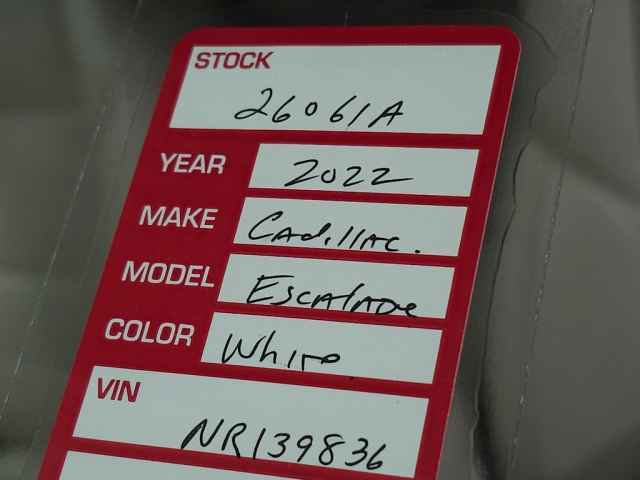 STOCK
26061A
YEAR 2022
MAKE Cadillac.
MODEL Escalade
COLOR White
VIN
NR139836